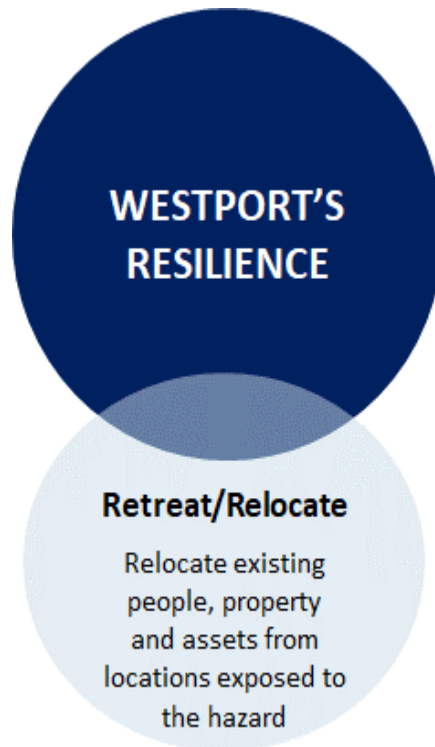 WESTPORT'S
RESILIENCE
Retreat/Relocate
Relocate existing
people, property
and assets from
locations exposed to
the hazard